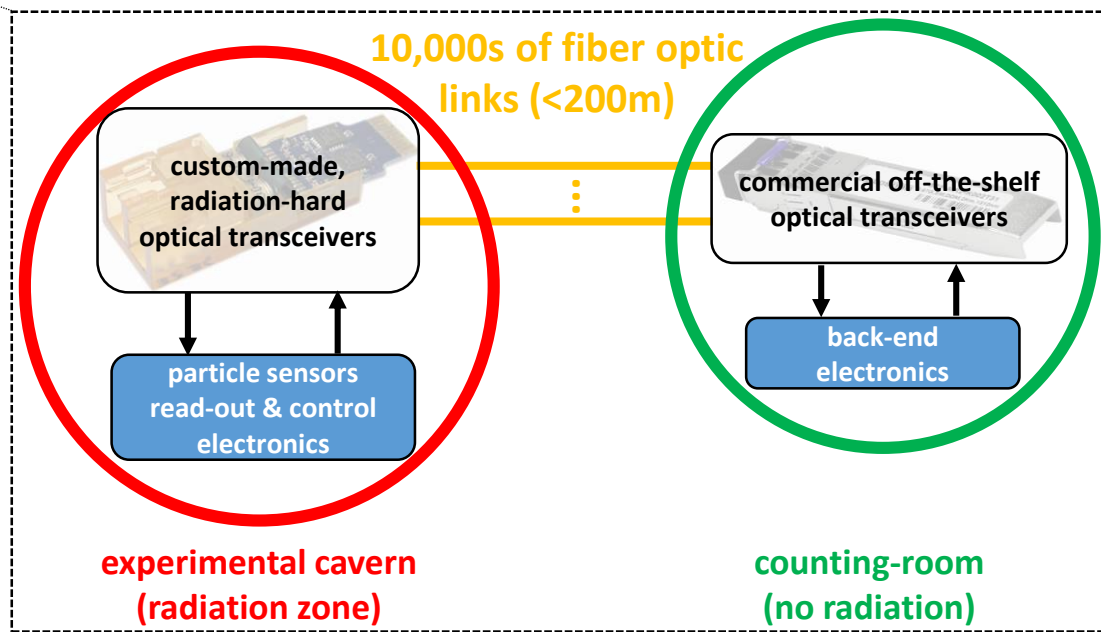 10,000s of fiber optic
links (<200m)
custom-made,
radiation-hard
optical transceivers
commercial off-the-shelf
optical transceivers
particle sensors
read-out & control
electronics
back-end
electronics
experimental cavern
(radiation zone)
counting-room
(no radiation)